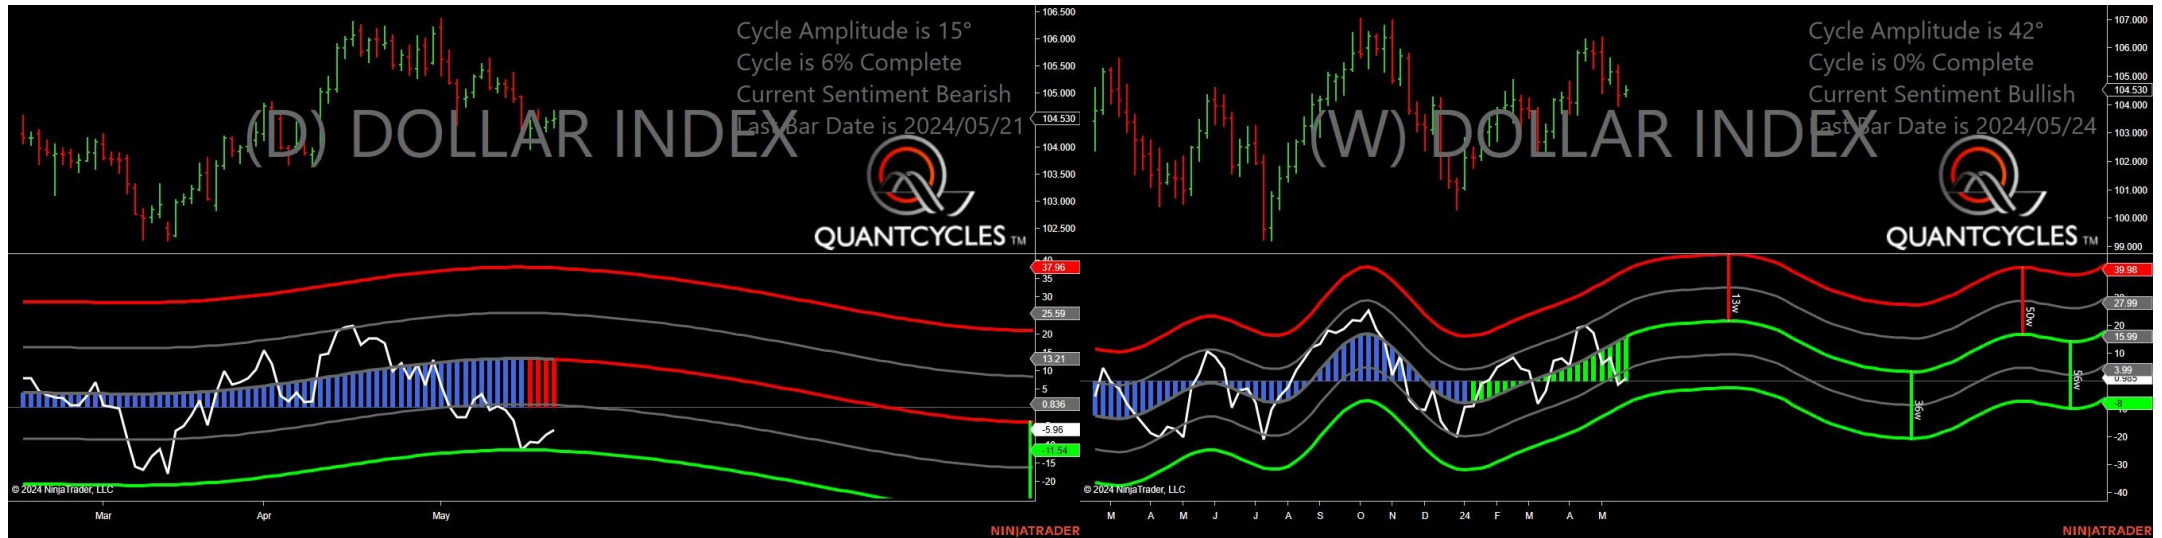 Cycle Amplitude is 15°
Cycle is 6% Complete
Current Sentiment Bearish
Last Bar Date is 2024/05/21
(D) DOLLAR INDEX
QUANTCYCLES TM
106.500
106.000
105.500
105.000
104.530
104.000
103.500
103.000
102.500
40
37.96
35
30
25.59
20
15
13.21
10
5
0.836
-5.96
-11.54
-15
-20
© 2024 NinjaTrader, LLC
Mar Apr May
NINJATRADER
Cycle Amplitude is 42°
Cycle is 0% Complete
Current Sentiment Bullish
Last Bar Date is 2024/05/24
(W) DOLLAR INDEX
QUANTCYCLES TM
107.000
106.000
105.000
104.530
104.000
103.000
102.000
101.000
100.000
99.000
13w
36w
50w
56w
39.98
27.99
20
15.99
10
3.99
0.985
-8
-20
-30
-40
© 2024 NinjaTrader, LLC
M A M J J A S O N D 24 F M A M
NINJATRADER